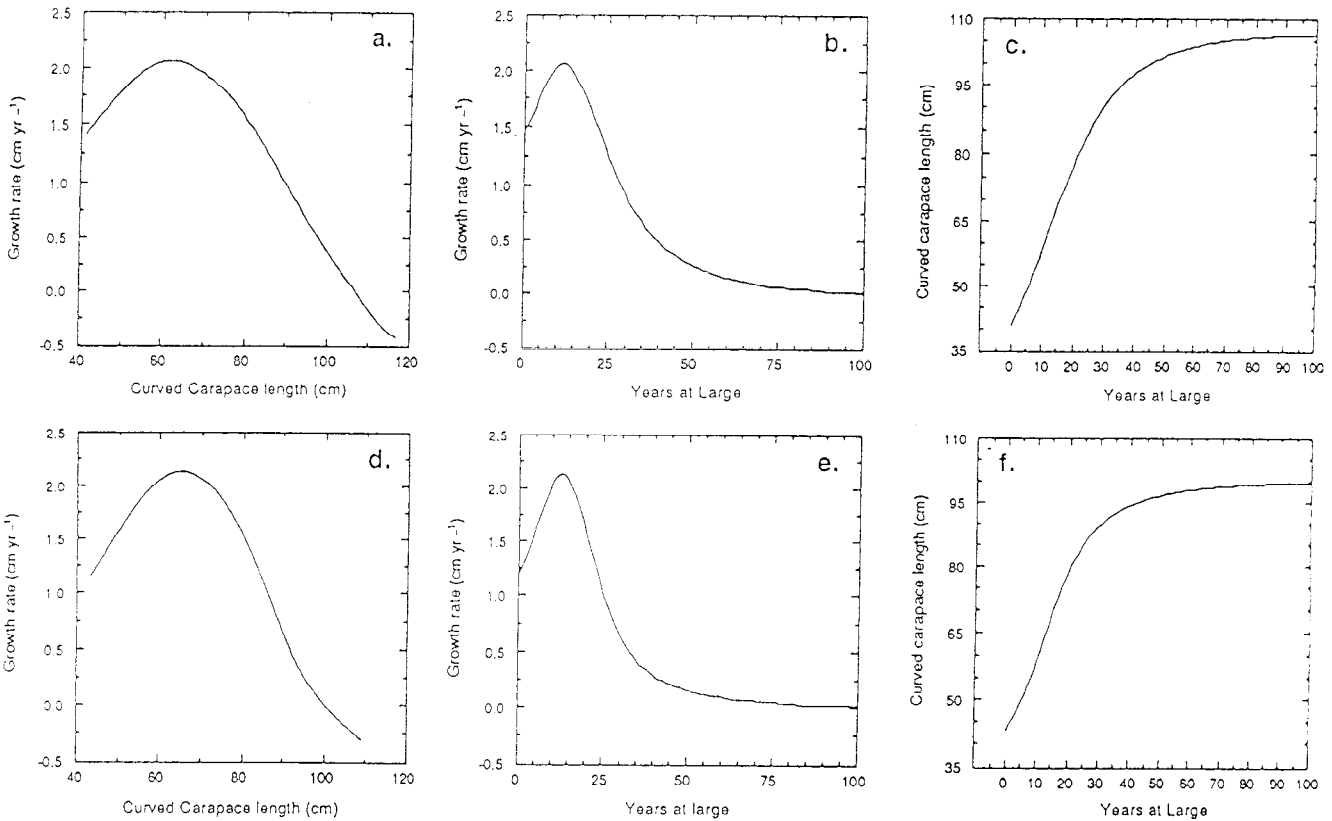 a.
2.5
2.0
1.5
1.0
0.5
0.0
-0.5
Growth rate (cm yr -1)
40 60 80 100 120
Curved Carapace length (cm)
b.
2.5
2.0
1.5
1.0
0.5
0.0
-0.5
Growth rate (cm yr -1)
0 25 50 75 100
Years at Large
c.
110
95
80
65
50
35
Curved carapace length (cm)
0 10 20 30 40 50 60 70 80 90 100
Years at Large
d.
2.5
2.0
1.5
1.0
0.5
0.0
-0.5
Growth rate (cm yr -1)
40 60 80 100 120
Curved Carapace length (cm)
e.
2.5
2.0
1.5
1.0
0.5
0.0
-0.5
Growth rate (cm yr -1)
0 25 50 75 100
Years at large
f.
110
95
80
65
50
35
Curved carapace length (cm)
0 10 20 30 40 50 60 70 80 90 100
Years at Large